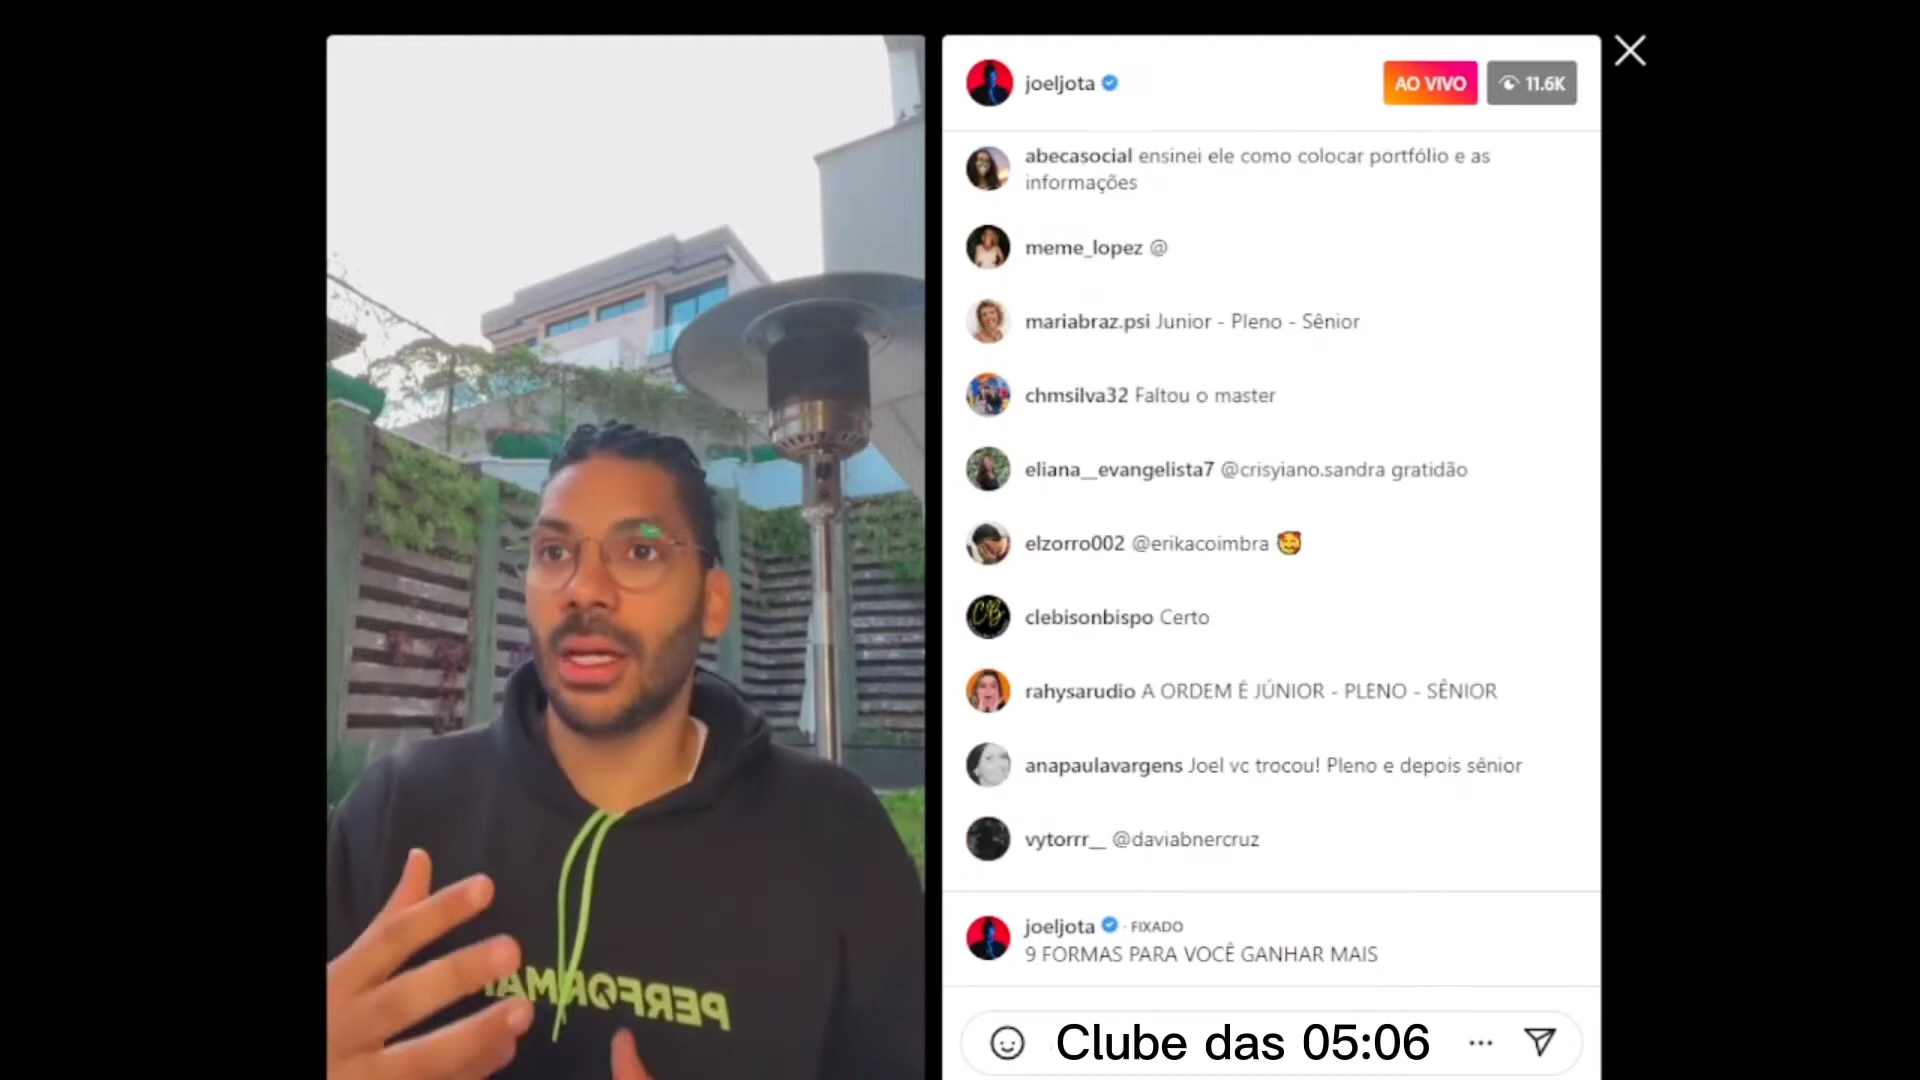 joeljota
AO VIVO
11.6K
abecasocial ensinei ele como colocar portfólio e as
informações
meme_lopez @
mariabraz.psi Junior - Pleno - Sênior
chmsilva32 Faltou o master
eliana__evangelista7 @crisyiano.sandra gratidão
elzorro002 @erikacoimbra 🥰
clebisonbispo Certo
rahysarudio A ORDEM É JÚNIOR - PLENO - SÊNIOR
anapaulavargens Joel vc trocou! Pleno e depois sênior
vytorrr__ @daviabnercruz
joeljota · FIXADO
9 FORMAS PARA VOCÊ GANHAR MAIS
Clube das 05:06
CB
PERFORMA